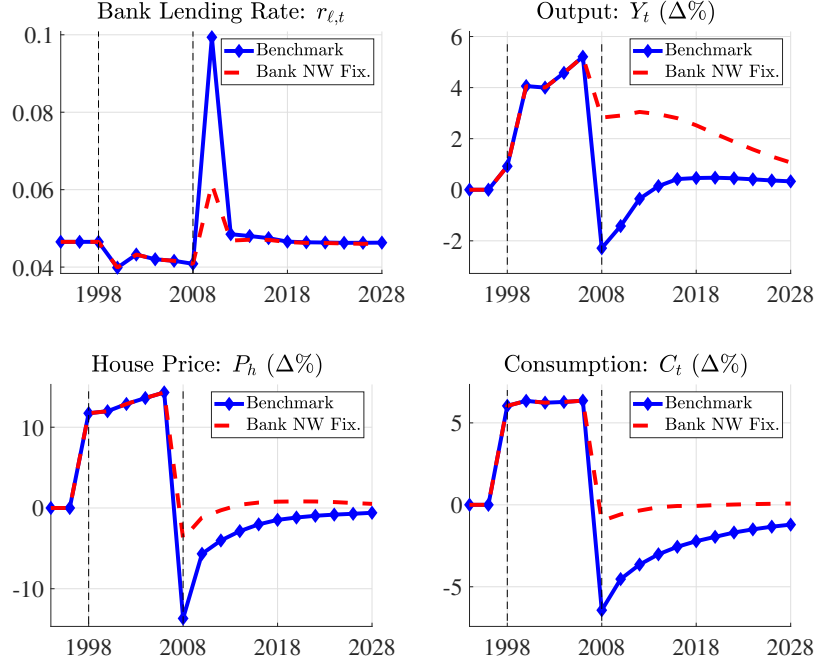 Bank Lending Rate: $r_{\ell,t}$
0.1
0.08
0.06
0.04
Benchmark
Bank NW Fix.
1998 2008 2018 2028
Output: $Y_t$ (Δ%)
6
4
2
0
-2
Benchmark
Bank NW Fix.
1998 2008 2018 2028
House Price: $P_h$ (Δ%)
10
0
-10
Benchmark
Bank NW Fix.
1998 2008 2018 2028
Consumption: $C_t$ (Δ%)
5
0
-5
Benchmark
Bank NW Fix.
1998 2008 2018 2028